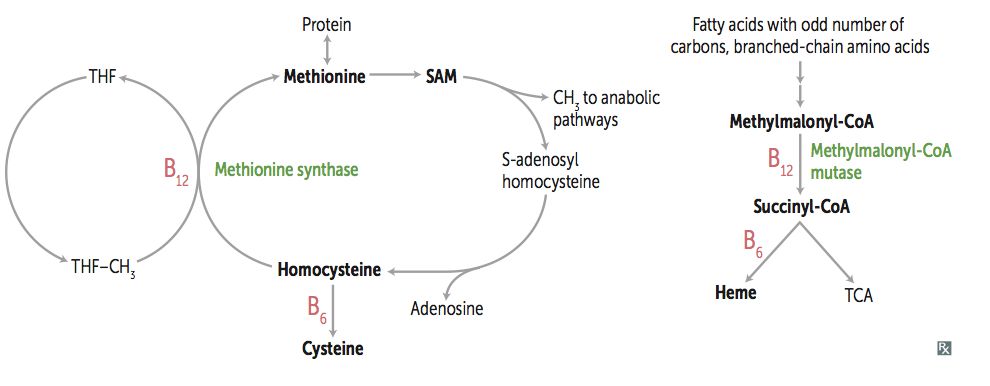 Protein
THF
Methionine
SAM
CH3 to anabolic
pathways
B12
Methionine synthase
S-adenosyl
homocysteine
THF–CH3
Homocysteine
Adenosine
B6
Cysteine
Fatty acids with odd number of
carbons, branched-chain amino acids
Methylmalonyl-CoA
B12
Methylmalonyl-CoA
mutase
Succinyl-CoA
B6
Heme
TCA
Rx